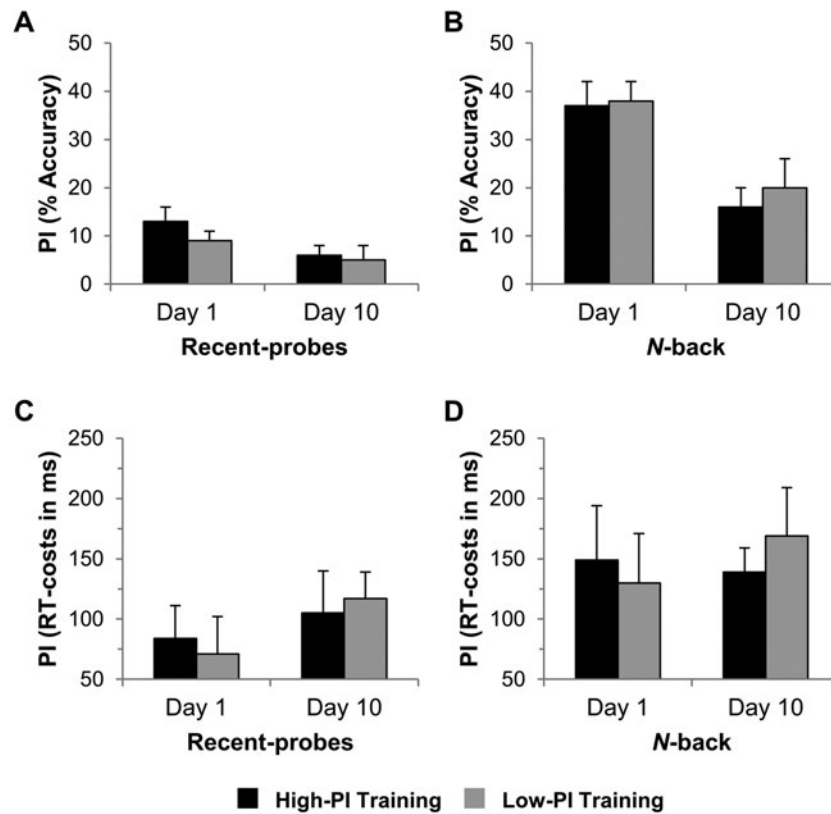 A
PI (% Accuracy)
50
40
30
20
10
0
Day 1 Day 10
Recent-probes
B
PI (% Accuracy)
50
40
30
20
10
0
Day 1 Day 10
N-back
C
PI (RT-costs in ms)
250
200
150
100
50
Day 1 Day 10
Recent-probes
D
PI (RT-costs in ms)
250
200
150
100
50
Day 1 Day 10
N-back
High-PI Training Low-PI Training